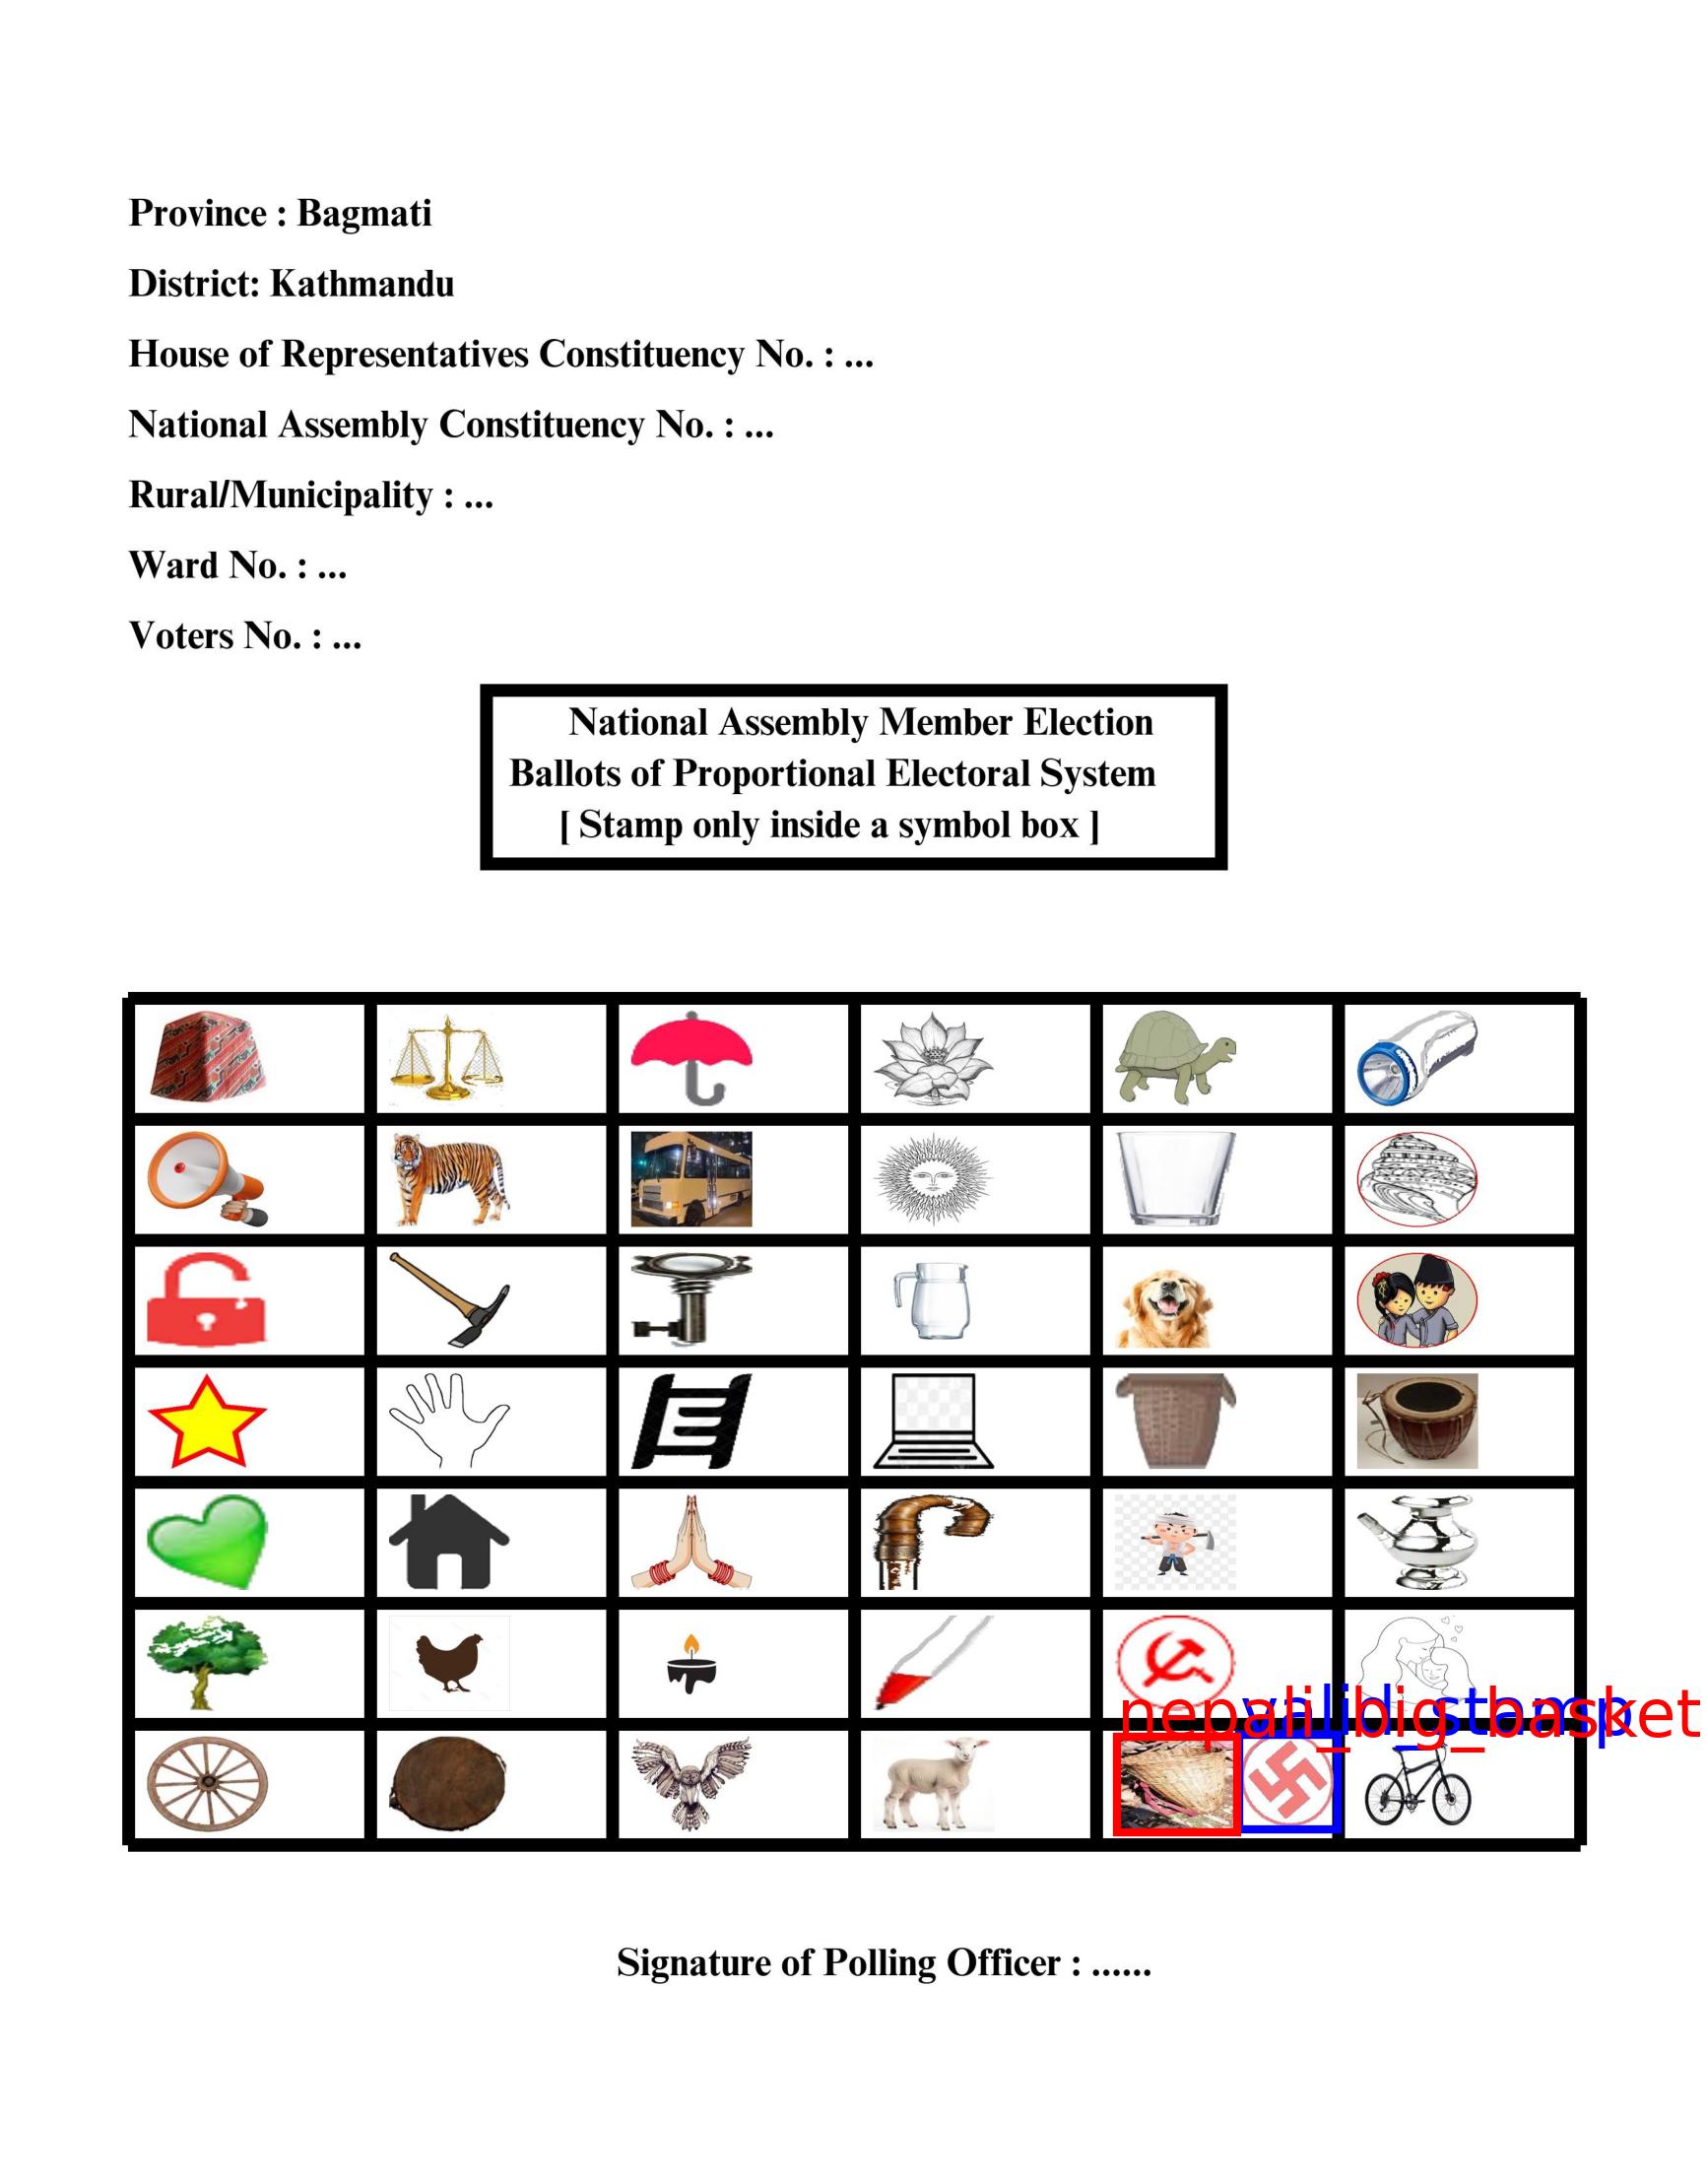 Province : Bagmati
District: Kathmandu
House of Representatives Constituency No. : ...
National Assembly Constituency No. : ...
Rural/Municipality : ...
Ward No. : ...
Voters No. : ...
National Assembly Member Election
Ballots of Proportional Electoral System
[ Stamp only inside a symbol box ]
valid_stamp
nepali_big_basket
Signature of Polling Officer : ......